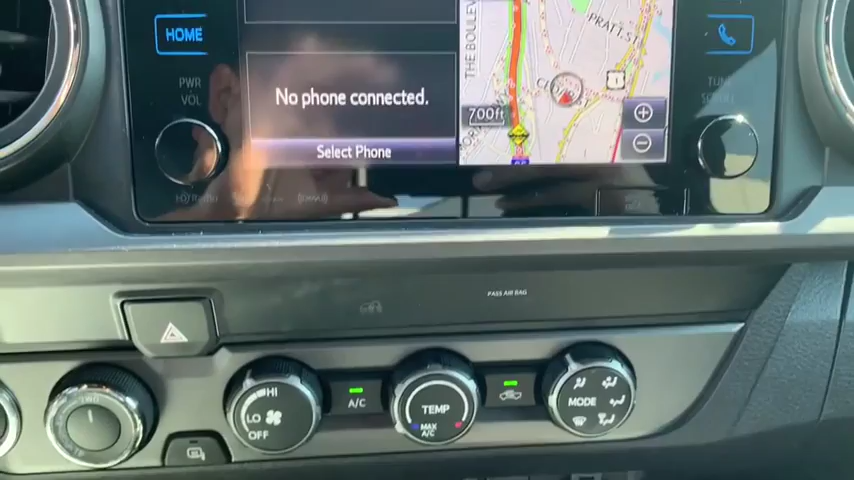 HOME
PWR
VOL
No phone connected.
Select Phone
THE BOULEV
PRATT ST
700ft
TUNE
SCROLL
PASS AIR BAG
HI
LO
OFF
A/C
TEMP
MAX
A/C
MODE